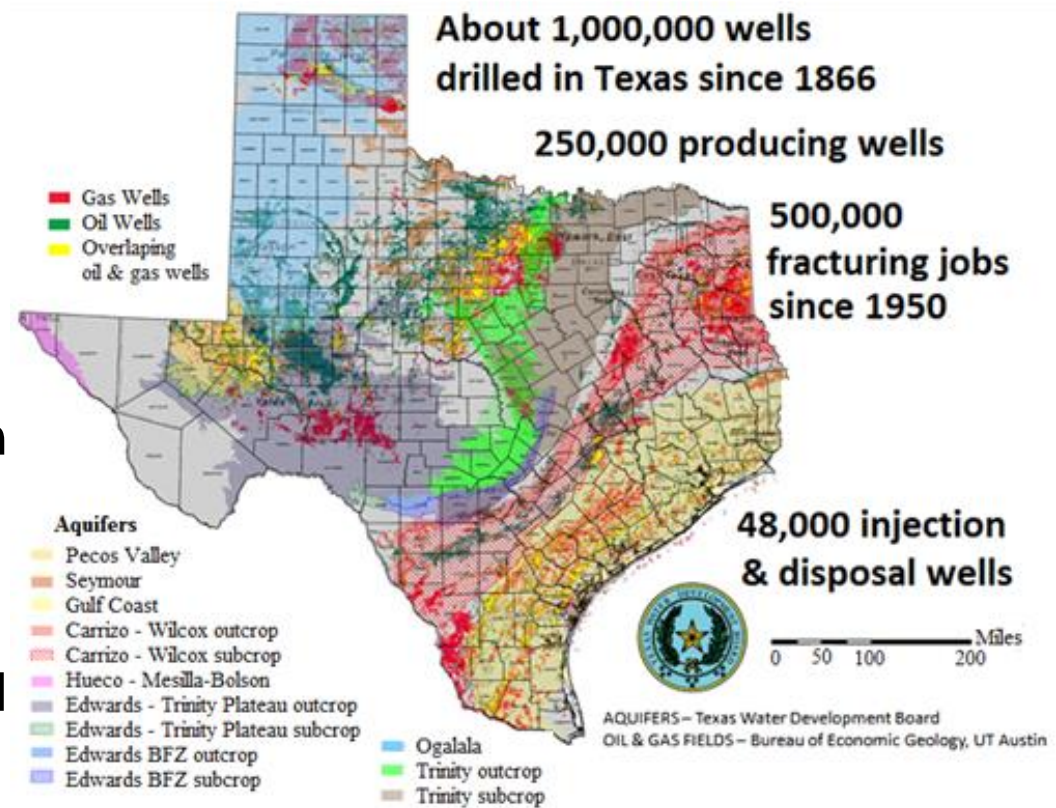 About 1,000,000 wells
drilled in Texas since 1866
250,000 producing wells
500,000
fracturing jobs
since 1950
Gas Wells
Oil Wells
Overlaping
oil & gas wells
48,000 injection
& disposal wells
Aquifers
Pecos Valley
Seymour
Gulf Coast
Carrizo - Wilcox outcrop
Carrizo - Wilcox subcrop
Hueco - Mesilla-Bolson
Edwards - Trinity Plateau outcrop
Edwards - Trinity Plateau subcrop
Edwards BFZ outcrop
Edwards BFZ subcrop
Ogalala
Trinity outcrop
Trinity subcrop
TEXAS WATER DEVELOPMENT BOARD
Miles
0 50 100 200
AQUIFERS – Texas Water Development Board
OIL & GAS FIELDS – Bureau of Economic Geology, UT Austin